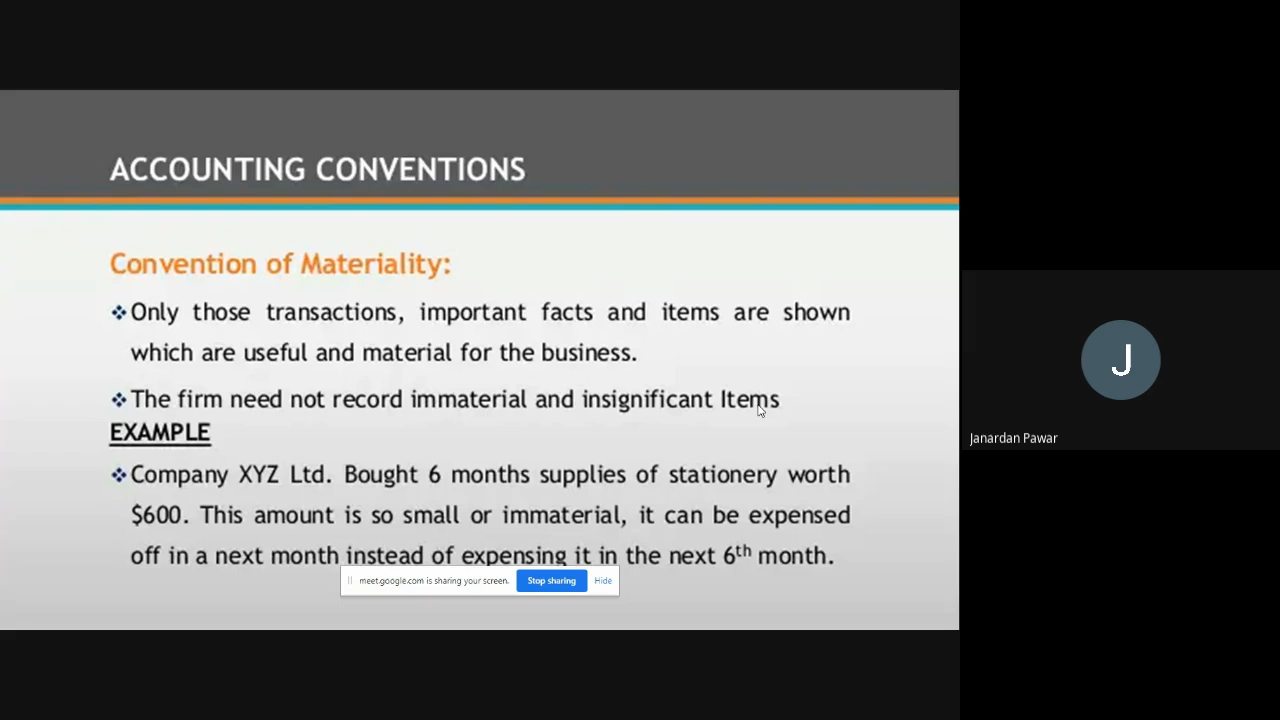 ACCOUNTING CONVENTIONS
Convention of Materiality:
❖Only those transactions, important facts and items are shown
which are useful and material for the business.
❖The firm need not record immaterial and insignificant Items
EXAMPLE
❖Company XYZ Ltd. Bought 6 months supplies of stationery worth
$600. This amount is so small or immaterial, it can be expensed
off in a next month instead of expensing it in the next 6th month.
meet.google.com is sharing your screen. Stop sharing Hide
J
Janardan Pawar